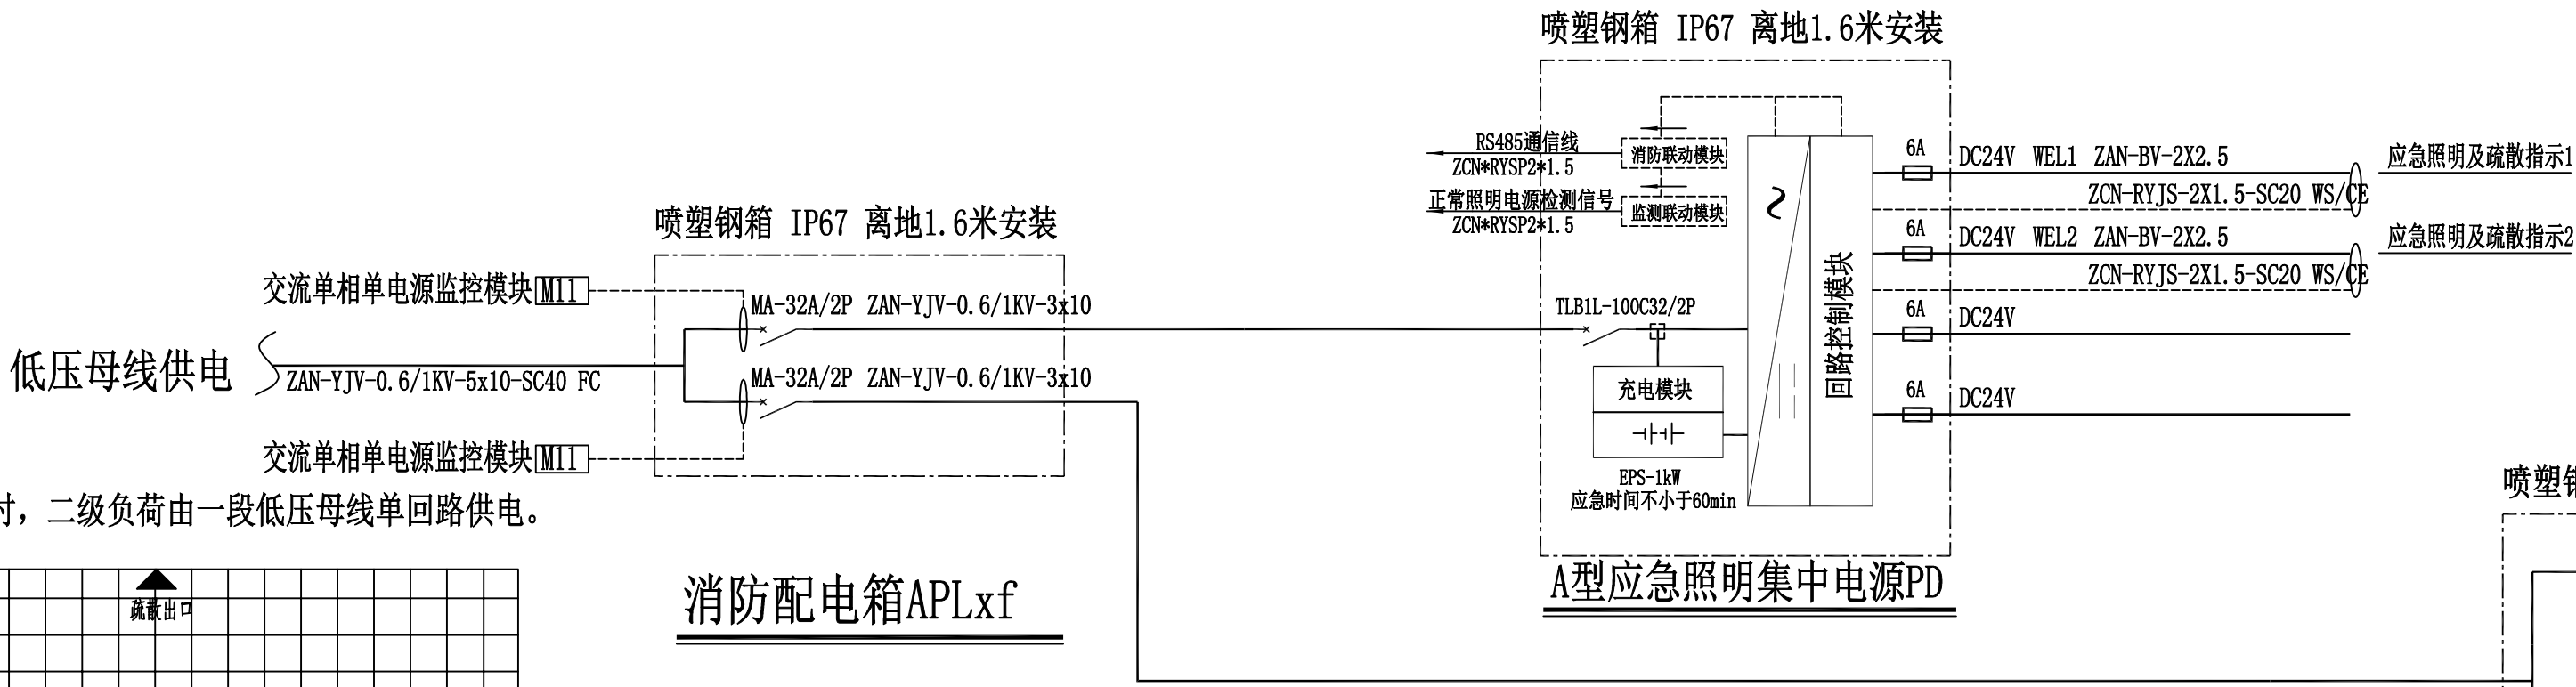 喷塑钢箱 IP67 离地1.6米安装
RS485通信线
ZCN*RYSP2*1.5
消防联动模块
正常照明电源检测信号
ZCN*RYSP2*1.5
监测联动模块
6A
DC24V WEL1 ZAN-BV-2X2.5
ZCN-RYJS-2X1.5-SC20 WS/CE
应急照明及疏散指示1
6A
DC24V WEL2 ZAN-BV-2X2.5
ZCN-RYJS-2X1.5-SC20 WS/CE
应急照明及疏散指示2
6A
DC24V
6A
DC24V
回路控制模块
TLB1L-100C32/2P
充电模块
EPS-1kW
应急时间不小于60min
A型应急照明集中电源PD
喷塑钢箱 IP67 离地1.6米安装
交流单相单电源监控模块 M11
MA-32A/2P ZAN-YJV-0.6/1KV-3x10
低压母线供电
ZAN-YJV-0.6/1KV-5x10-SC40 FC
MA-32A/2P ZAN-YJV-0.6/1KV-3x10
交流单相单电源监控模块 M11
时，二级负荷由一段低压母线单回路供电。
疏散出口
消防配电箱APLxf
喷塑钢